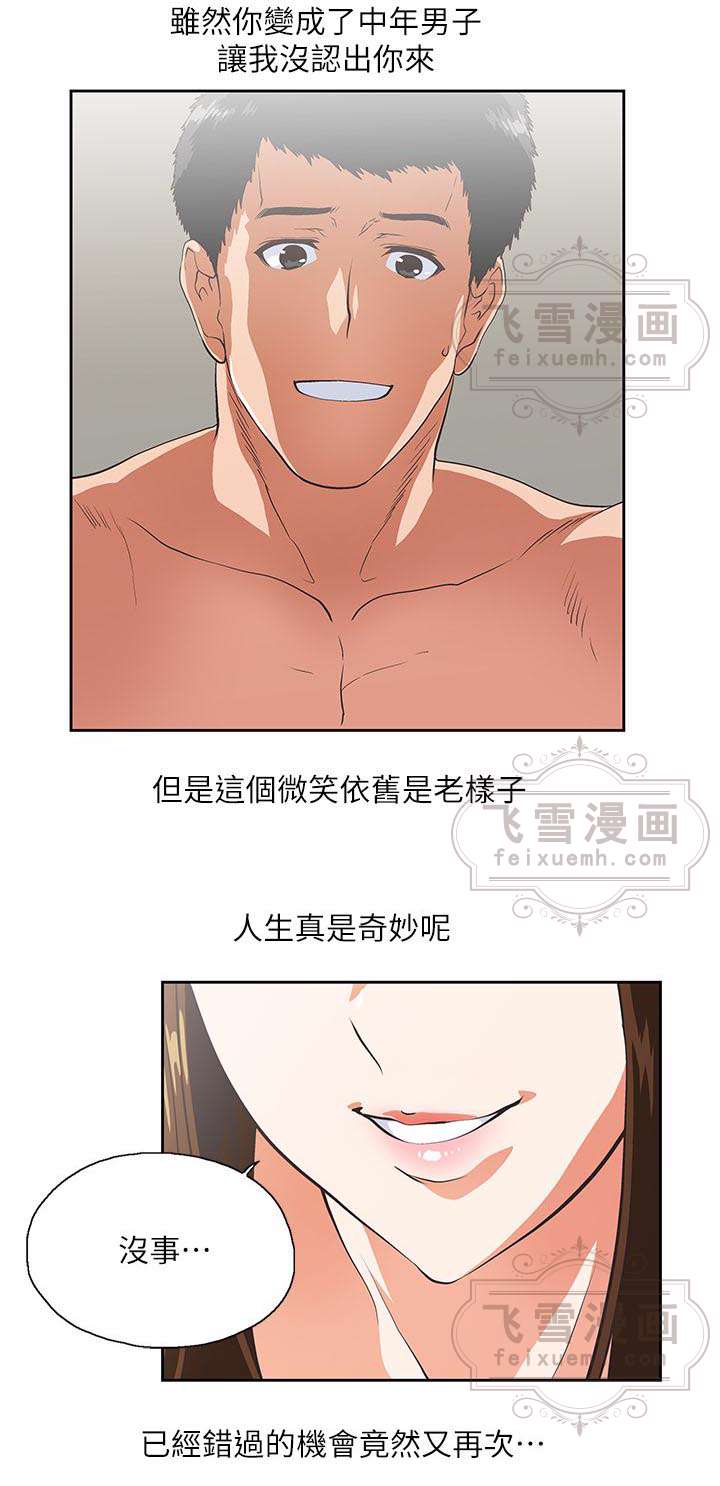 雖然你變成了中年男子
讓我沒認出你來
飞雪漫画
feixuemh.com
但是這個微笑依舊是老樣子
飞雪漫画
feixuemh.com
人生真是奇妙呢
沒事…
飞雪漫画
feixuemh.com
已經錯過的機會竟然又再次…